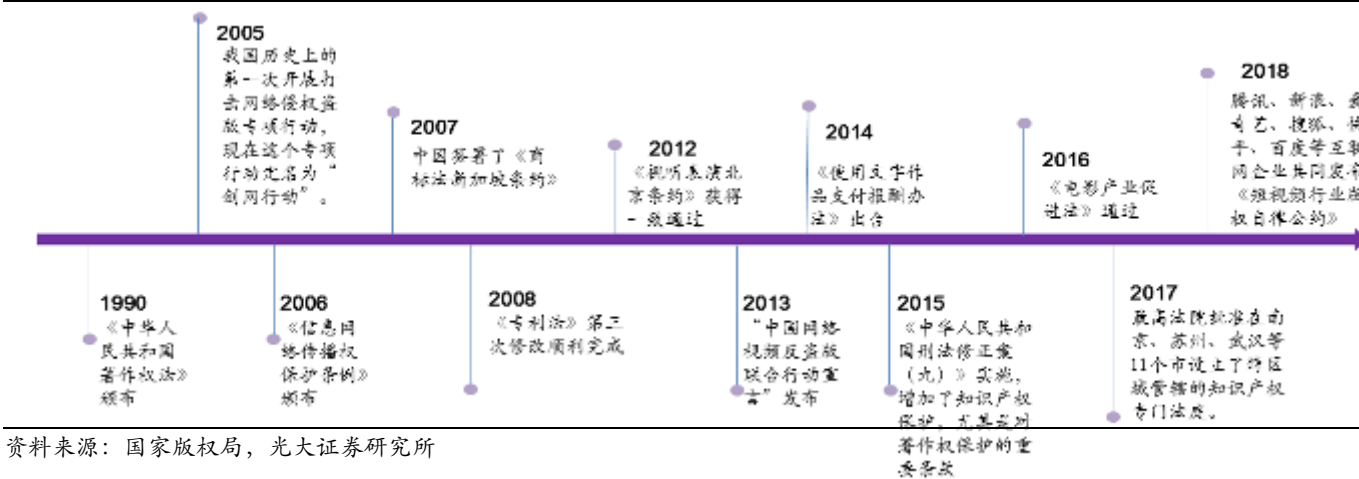 2005
我国历史上的
第一次开展打
击网络侵权盗
版专项行动，
现在这个专项
行动定名为“
剑网行动”。
2007
中国签署了《商
标法新加坡条约》
2012
《视听表演北
京条约》获得
一致通过
2014
《使用文字作
品支付报酬办
法》出台
2016
《电影产业促
进法》通过
2018
腾讯、新浪、爱
奇艺、搜狐、快
手、百度等互联
网企业共同发布
《短视频行业版
权自律公约》
1990
《中华人
民共和国
著作权法》
颁布
2006
《信息网
络传播权
保护条例》
颁布
2008
《专利法》第三
次修改顺利完成
2013
“中国网络
视频反盗版
联合行动宣
言”发布
2015
《中华人民共和
国刑法修正案
（九）》实施，
增加了知识产权
保护，尤其是对
著作权保护的重
要条款
2017
最高法院批准在南
京、苏州、武汉等
11个市设立了跨区
域管辖的知识产权
专门法庭。
资料来源：国家版权局，光大证券研究所